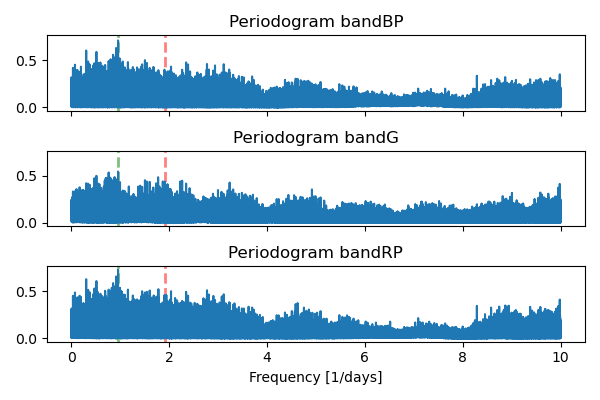 Periodogram bandBP
0.5
0.0
Periodogram bandG
0.5
0.0
Periodogram bandRP
0.5
0.0
0 2 4 6 8 10
Frequency [1/days]